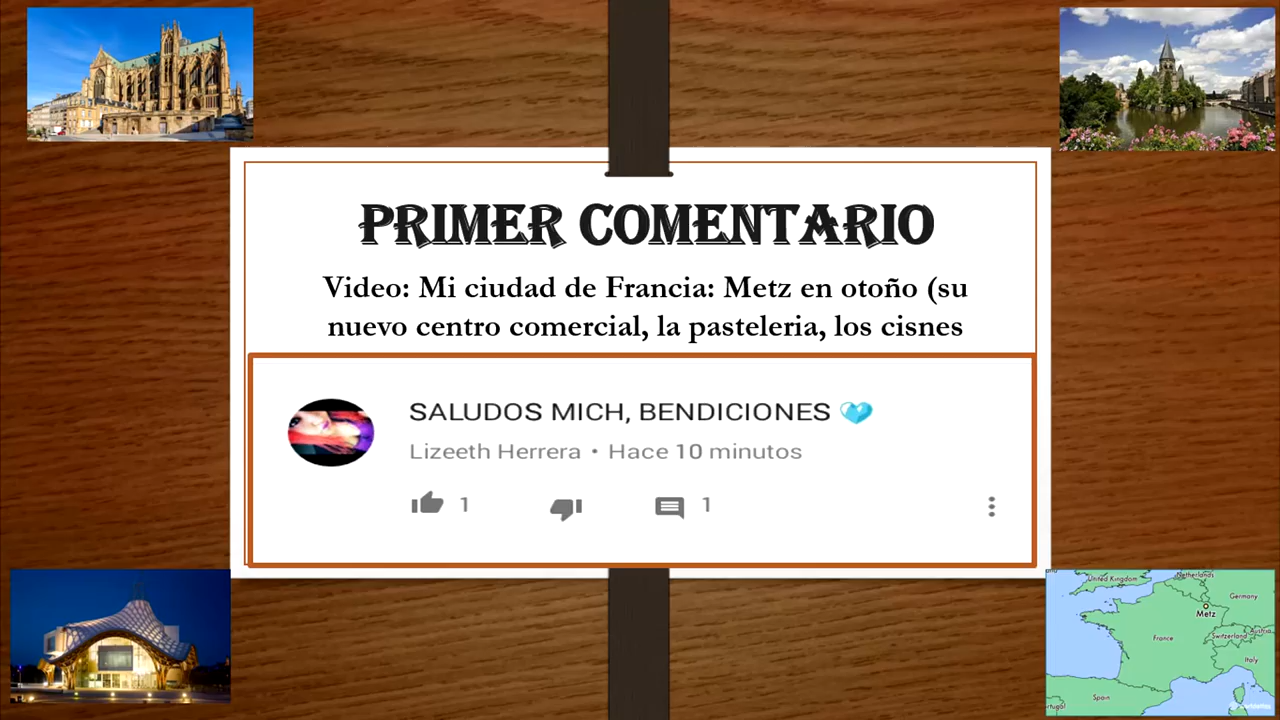 PRIMER COMENTARIO
Video: Mi ciudad de Francia: Metz en otoño (su
nuevo centro comercial, la pasteleria, los cisnes
SALUDOS MICH, BENDICIONES
Lizeeth Herrera • Hace 10 minutos
1
1
United Kingdom
Netherlands
Germany
Metz
France
Switzerland
Austria
Italy
Spain